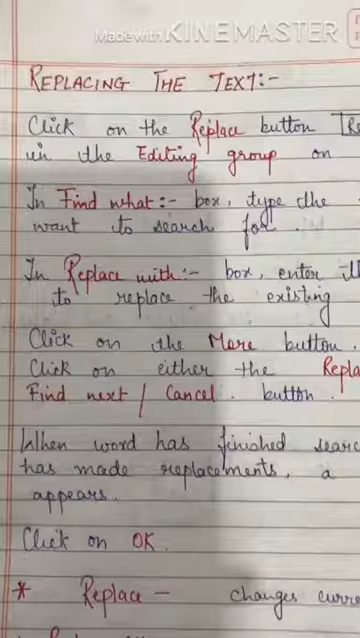 Made with KINEMASTER
REPLACING THE TEXT:-
Click on the Replace button
in the Editing group on
In Find what:- box, type the
want to search for.
In Replace with:- box, enter
to replace the existing
Click on the More button.
Click on either the Repla
Find next / Cancel. button.
When word has finished sear
has made replacements, a
appears.
Click on OK.
* Replace - changes curre